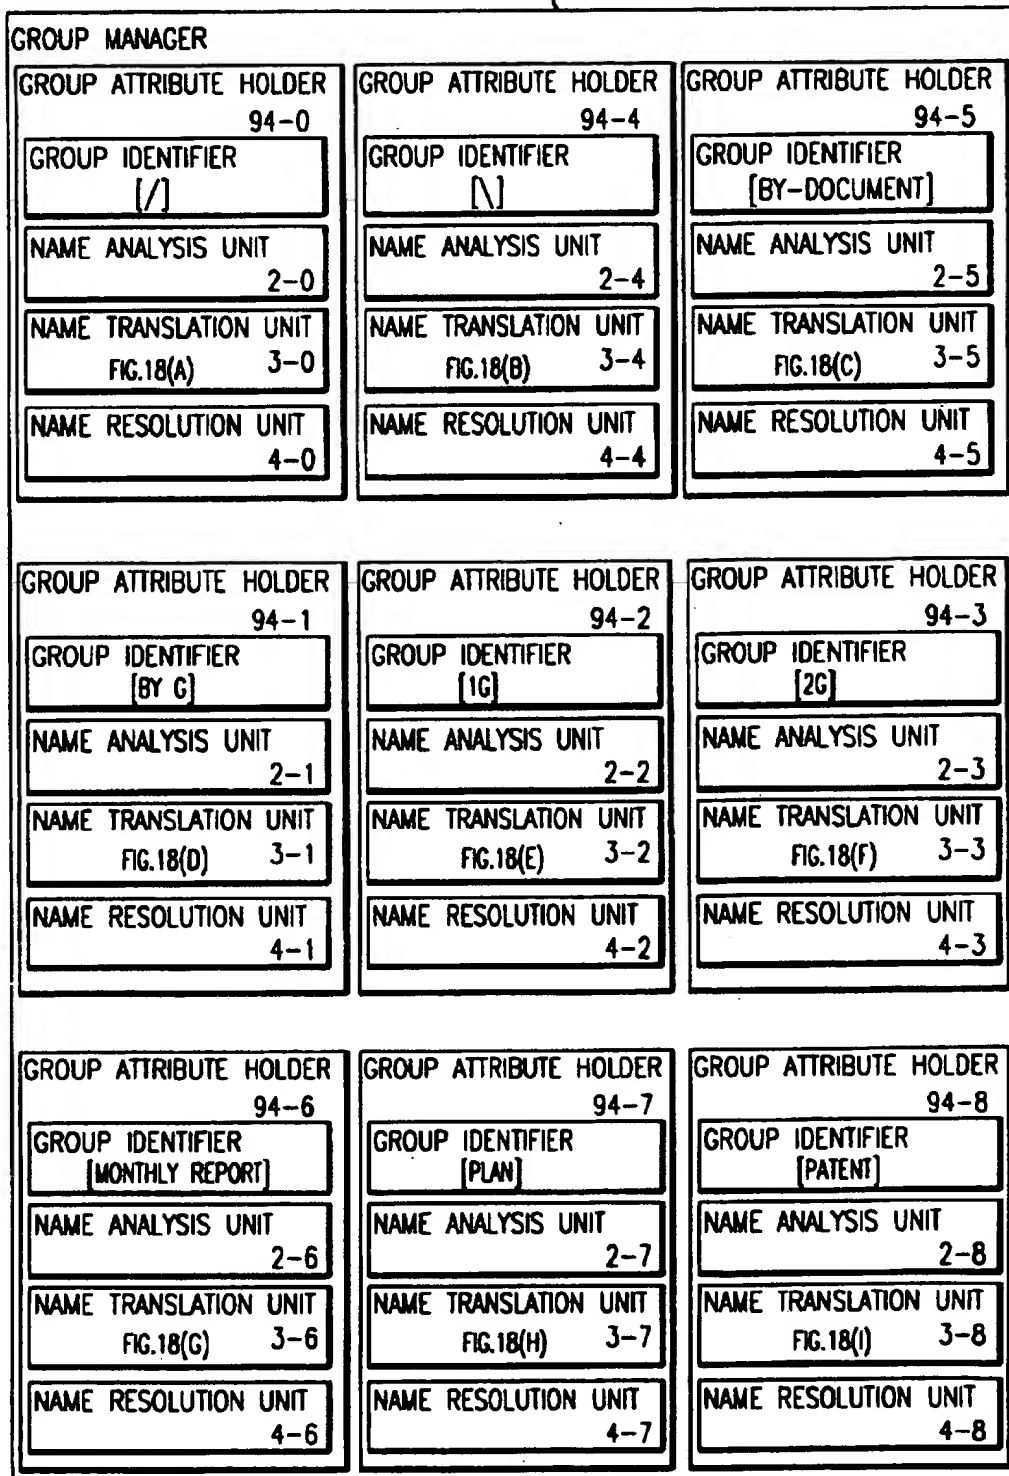 GROUP MANAGER
GROUP ATTRIBUTE HOLDER
94-0
GROUP IDENTIFIER
[/]
NAME ANALYSIS UNIT
2-0
NAME TRANSLATION UNIT
FIG.18(A) 3-0
NAME RESOLUTION UNIT
4-0
GROUP ATTRIBUTE HOLDER
94-4
GROUP IDENTIFIER
[\]
NAME ANALYSIS UNIT
2-4
NAME TRANSLATION UNIT
FIG.18(B) 3-4
NAME RESOLUTION UNIT
4-4
GROUP ATTRIBUTE HOLDER
94-5
GROUP IDENTIFIER
[BY-DOCUMENT]
NAME ANALYSIS UNIT
2-5
NAME TRANSLATION UNIT
FIG.18(C) 3-5
NAME RESOLUTION UNIT
4-5
GROUP ATTRIBUTE HOLDER
94-1
GROUP IDENTIFIER
[BY G]
NAME ANALYSIS UNIT
2-1
NAME TRANSLATION UNIT
FIG.18(D) 3-1
NAME RESOLUTION UNIT
4-1
GROUP ATTRIBUTE HOLDER
94-2
GROUP IDENTIFIER
[1G]
NAME ANALYSIS UNIT
2-2
NAME TRANSLATION UNIT
FIG.18(E) 3-2
NAME RESOLUTION UNIT
4-2
GROUP ATTRIBUTE HOLDER
94-3
GROUP IDENTIFIER
[2G]
NAME ANALYSIS UNIT
2-3
NAME TRANSLATION UNIT
FIG.18(F) 3-3
NAME RESOLUTION UNIT
4-3
GROUP ATTRIBUTE HOLDER
94-6
GROUP IDENTIFIER
[MONTHLY REPORT]
NAME ANALYSIS UNIT
2-6
NAME TRANSLATION UNIT
FIG.18(G) 3-6
NAME RESOLUTION UNIT
4-6
GROUP ATTRIBUTE HOLDER
94-7
GROUP IDENTIFIER
[PLAN]
NAME ANALYSIS UNIT
2-7
NAME TRANSLATION UNIT
FIG.18(H) 3-7
NAME RESOLUTION UNIT
4-7
GROUP ATTRIBUTE HOLDER
94-8
GROUP IDENTIFIER
[PATENT]
NAME ANALYSIS UNIT
2-8
NAME TRANSLATION UNIT
FIG.18(I) 3-8
NAME RESOLUTION UNIT
4-8